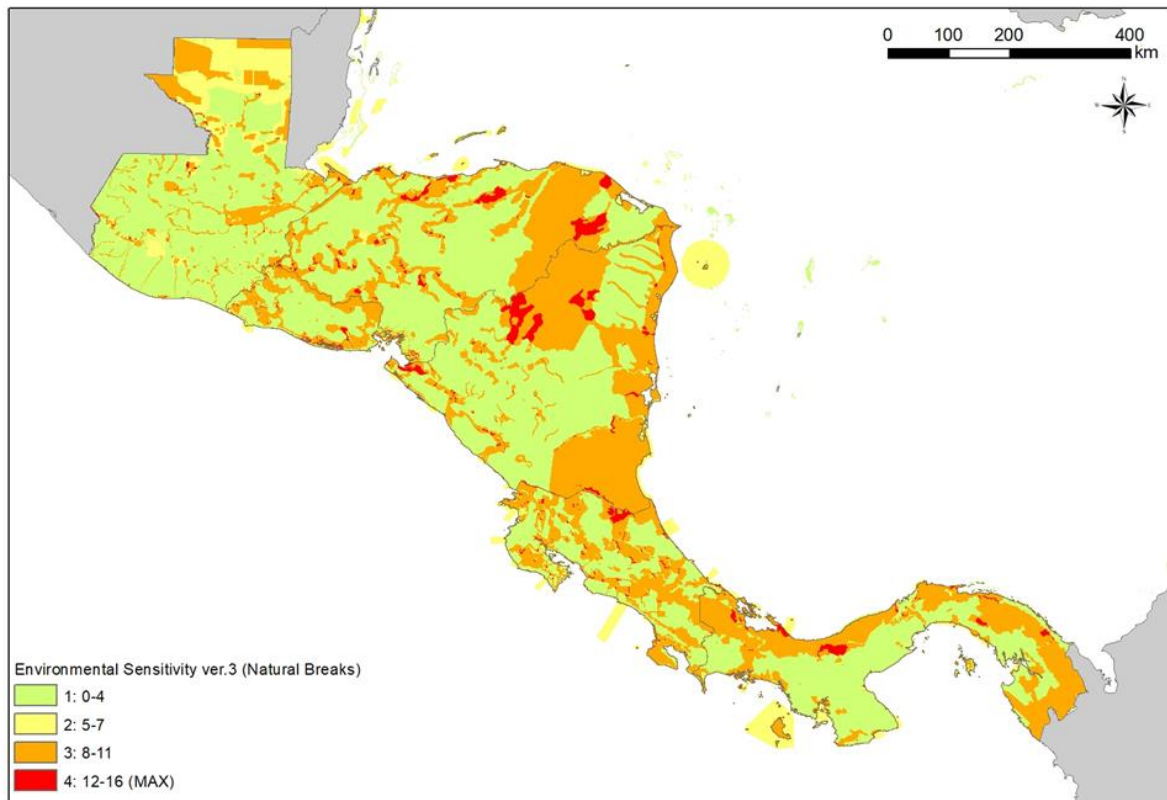 0 100 200 400
km
N
W E
S
Environmental Sensitivity ver.3 (Natural Breaks)
1: 0-4
2: 5-7
3: 8-11
4: 12-16 (MAX)